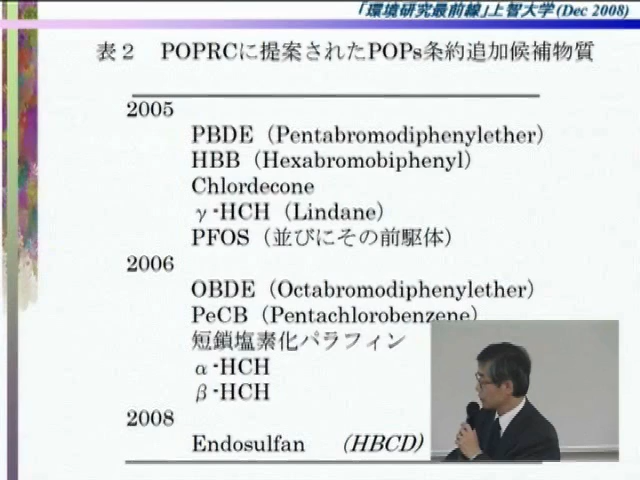 「環境研究最前線」上智大学(Dec 2008)
表２　POPRCに提案されたPOPs条約追加候補物質
2005
PBDE（Pentabromodiphenylether）
HBB（Hexabromobiphenyl）
Chlordecone
γ-HCH（Lindane）
PFOS（並びにその前駆体）
2006
OBDE（Octabromodiphenylether）
PeCB（Pentachlorobenzene）
短鎖塩素化パラフィン
α-HCH
β-HCH
2008
Endosulfan　(HBCD)